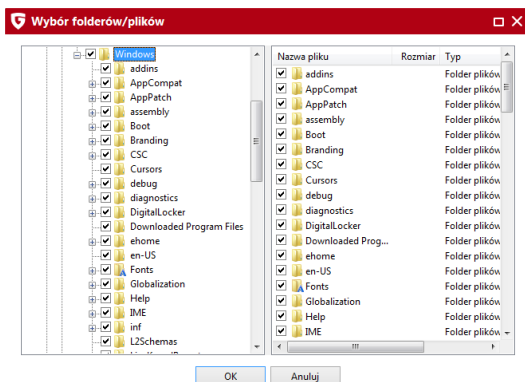 Wybór folderów/plików
Windows
addins
AppCompat
AppPatch
assembly
Boot
Branding
CSC
Cursors
debug
diagnostics
DigitalLocker
Downloaded Program Files
ehome
en-US
Fonts
Globalization
Help
IME
inf
L2Schemas
Nazwa pliku Rozmiar Typ
addins Folder plików
AppCompat Folder plików
AppPatch Folder plików
assembly Folder plików
Boot Folder plików
Branding Folder plików
CSC Folder plików
Cursors Folder plików
debug Folder plików
diagnostics Folder plików
DigitalLocker Folder plików
Downloaded Prog... Folder plików
ehome Folder plików
en-US Folder plików
Fonts Folder plików
Globalization Folder plików
Help Folder plików
IME Folder plików
OK Anuluj